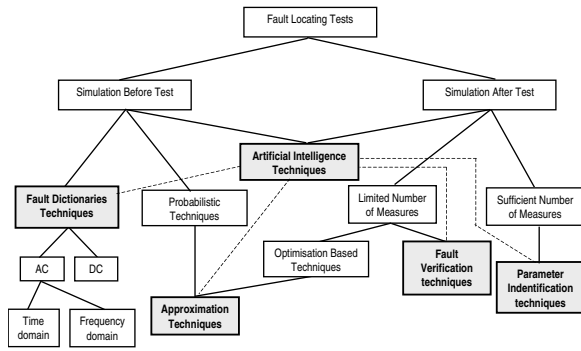 Fault Locating Tests
Simulation Before Test
Simulation After Test
Artificial Intelligence
Techniques
Fault Dictionaries
Techniques
Probabilistic
Techniques
Limited Number
of Measures
Sufficient Number
of Measures
AC
DC
Optimisation Based
Techniques
Fault
Verification
techniques
Parameter
Indentification
techniques
Time
domain
Frequency
domain
Approximation
Techniques